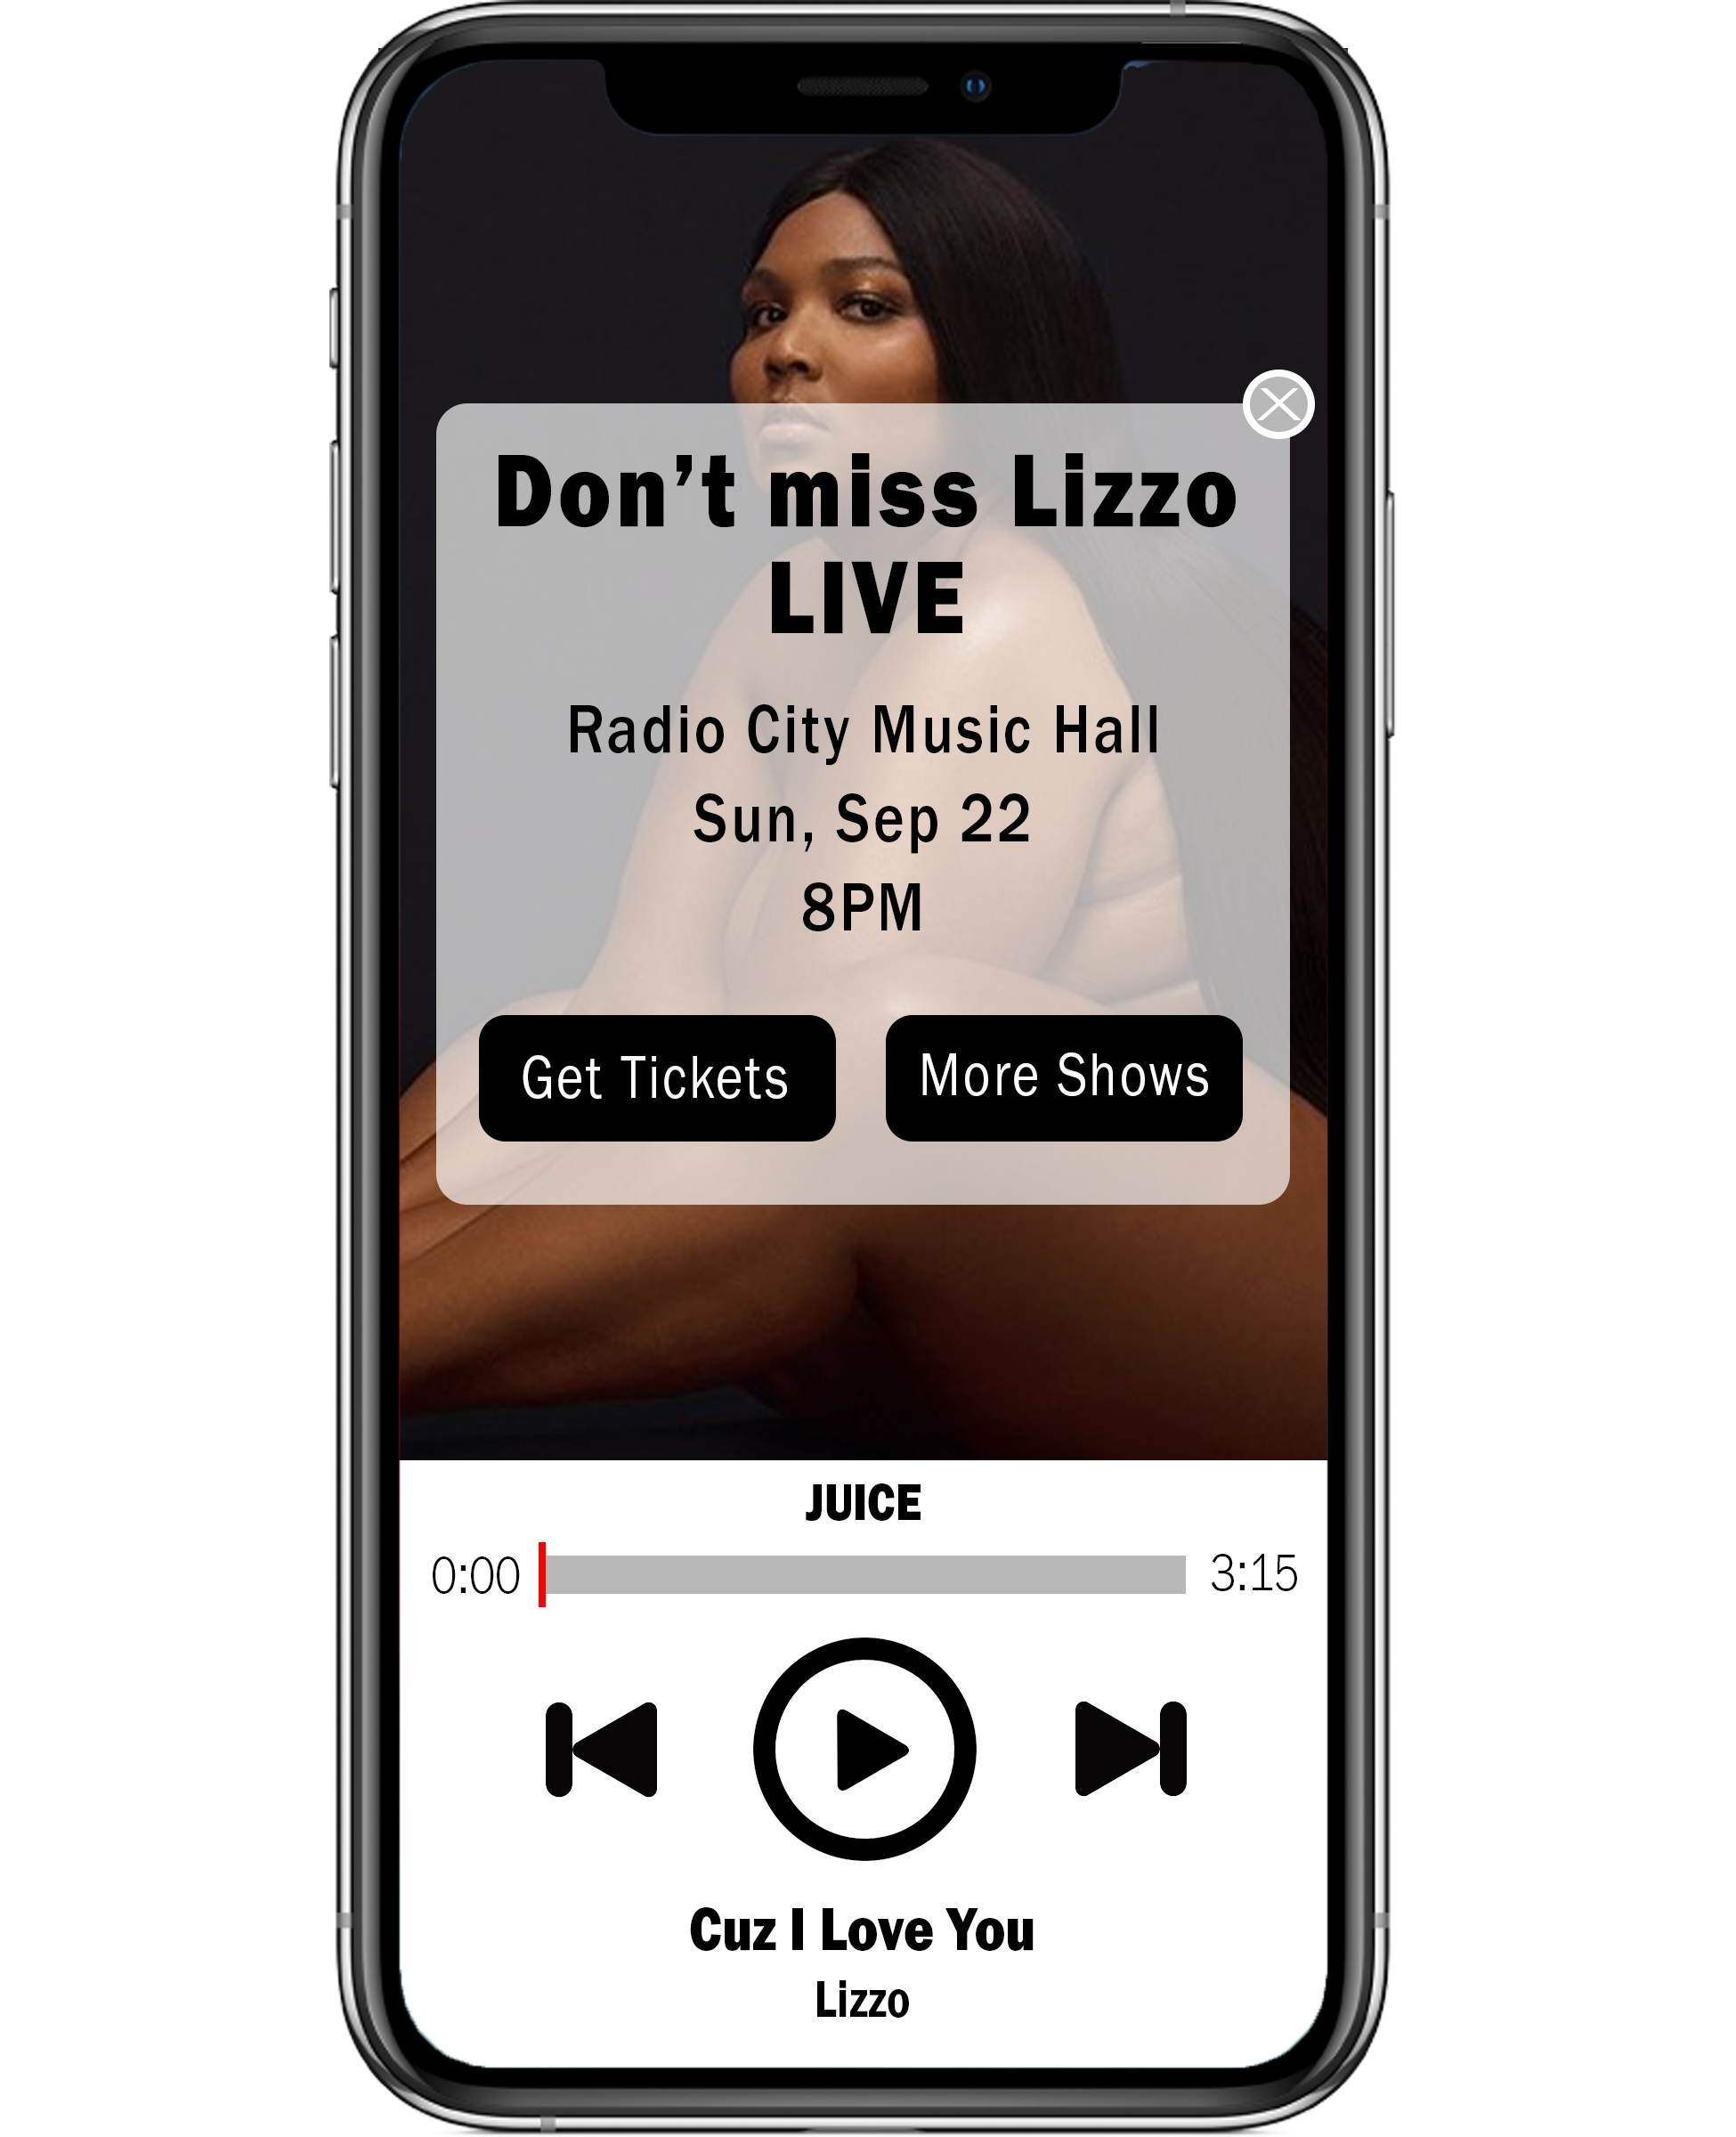 Don’t miss Lizzo
LIVE
Radio City Music Hall
Sun, Sep 22
8PM
Get Tickets
More Shows
JUICE
0:00
3:15
Cuz I Love You
Lizzo